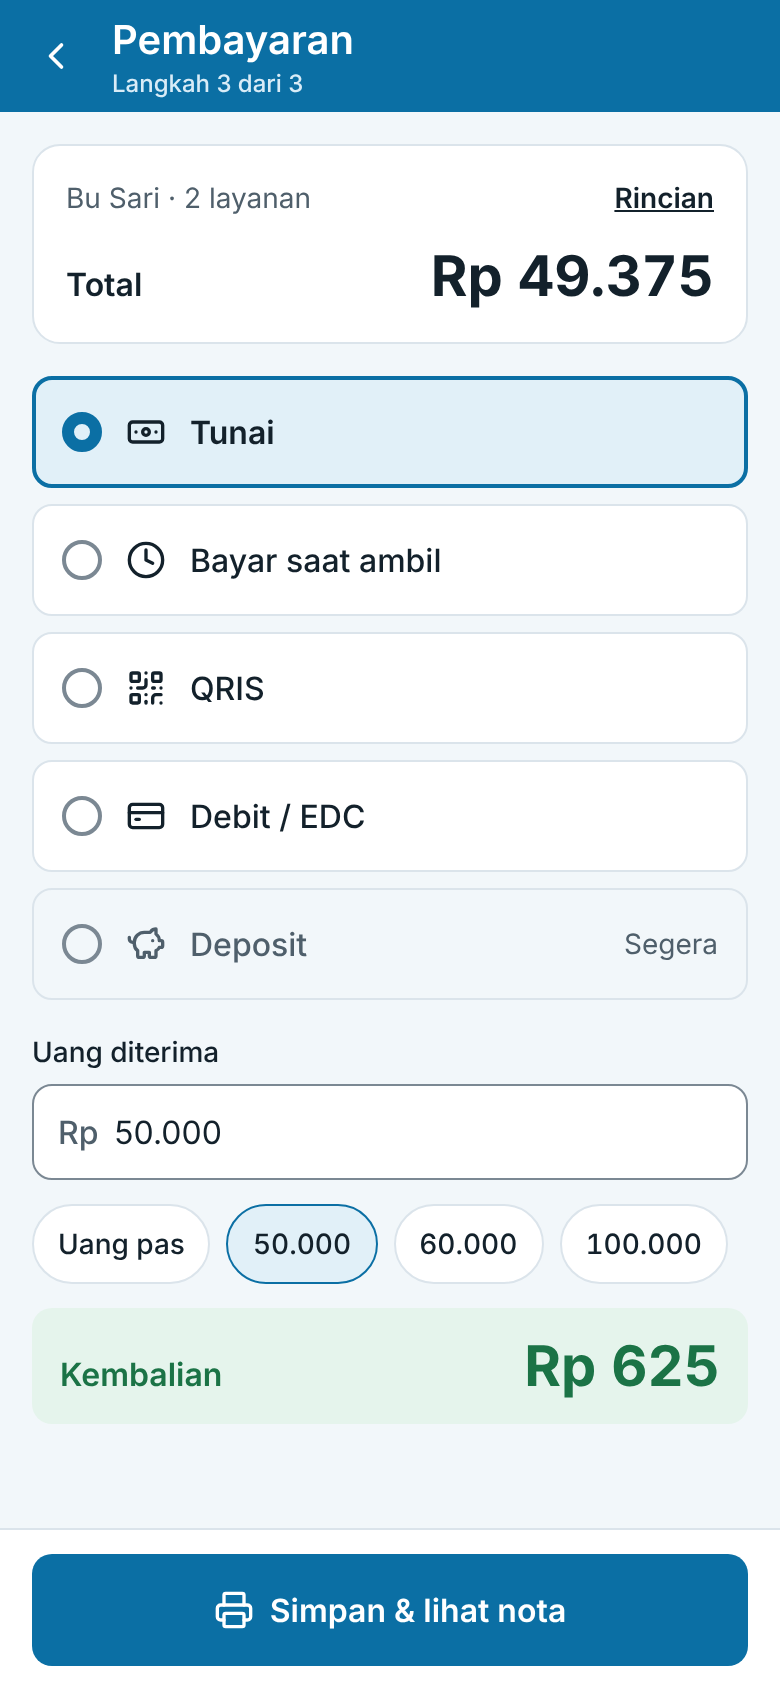 Pembayaran
Langkah 3 dari 3
Bu Sari · 2 layanan
Rincian
Total
Rp 49.375
Tunai
Bayar saat ambil
QRIS
Debit / EDC
Deposit
Segera
Uang diterima
Rp 50.000
Uang pas
50.000
60.000
100.000
Kembalian
Rp 625
Simpan & lihat nota